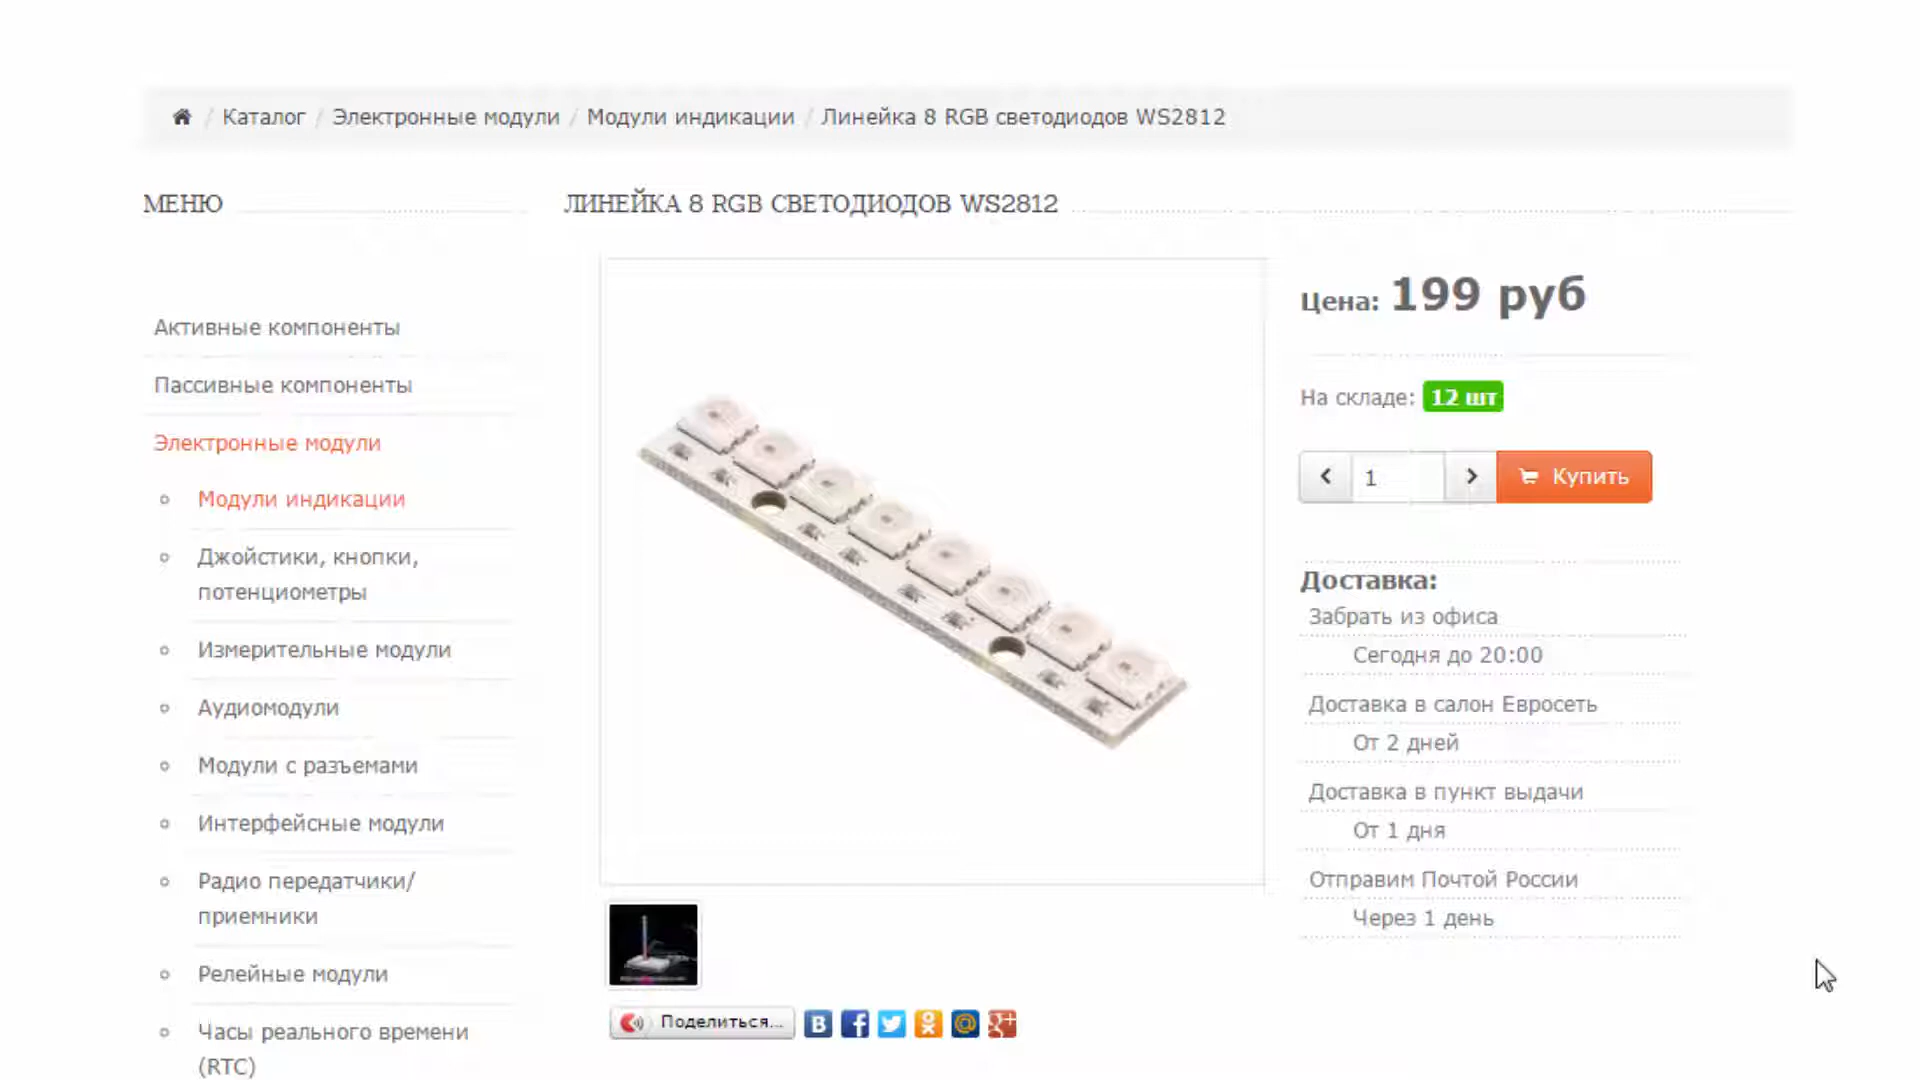 / Каталог / Электронные модули / Модули индикации / Линейка 8 RGB светодиодов WS2812
МЕНЮ
ЛИНЕЙКА 8 RGB СВЕТОДИОДОВ WS2812
Активные компоненты
Пассивные компоненты
Электронные модули
Модули индикации
Джойстики, кнопки,
потенциометры
Измерительные модули
Аудиомодули
Модули с разъемами
Интерфейсные модули
Радио передатчики/
приемники
Релейные модули
Часы реального времени
(RTC)
Цена: 199 руб
На складе: 12 шт
1
Купить
Доставка:
Забрать из офиса
Сегодня до 20:00
Доставка в салон Евросеть
От 2 дней
Доставка в пункт выдачи
От 1 дня
Отправим Почтой России
Через 1 день
Поделиться...